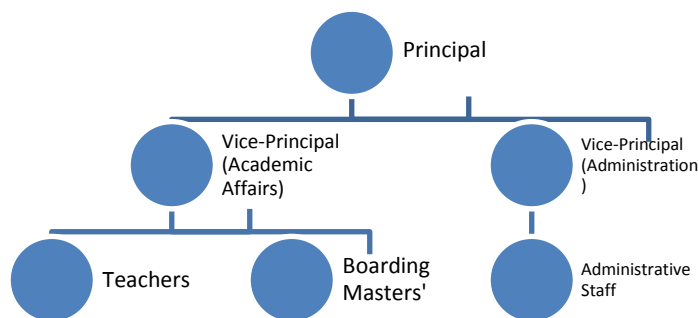 Principal
Vice-Principal
(Academic
Affairs)
Vice-Principal
(Administration
)
Teachers
Boarding
Masters'
Administrative
Staff